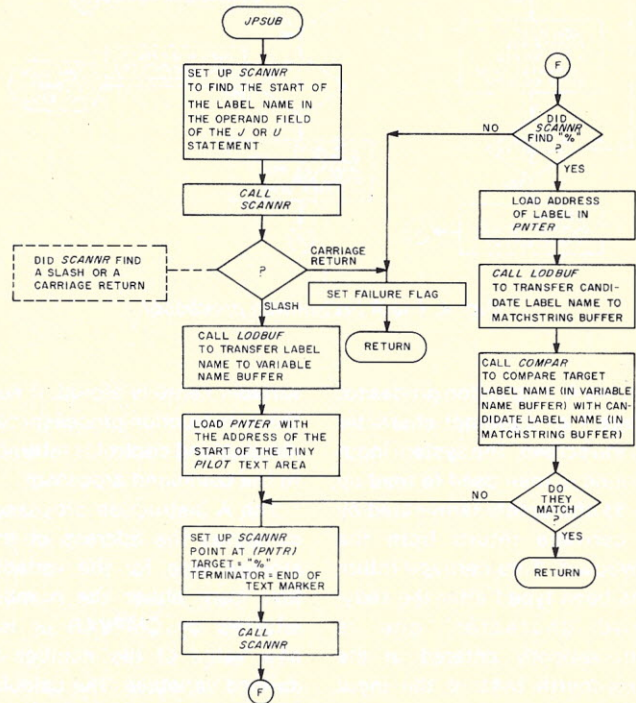 JPSUB
SET UP SCANNR
TO FIND THE START OF
THE LABEL NAME IN
THE OPERAND FIELD
OF THE J OR U
STATEMENT
CALL
SCANNR
DID SCANNR FIND
A SLASH OR A
CARRIAGE RETURN
?
CARRIAGE
RETURN
SLASH
SET FAILURE FLAG
RETURN
CALL LODBUF
TO TRANSFER LABEL
NAME TO VARIABLE
NAME BUFFER
LOAD PNTER WITH
THE ADDRESS OF THE
START OF THE TINY
PILOT TEXT AREA
SET UP SCANNR
POINT AT (PNTR)
TARGET = "%"
TERMINATOR = END OF
TEXT MARKER
CALL
SCANNR
F
F
DID
SCANNR
FIND "%"
?
NO
YES
LOAD ADDRESS
OF LABEL IN
PNTER
CALL LODBUF
TO TRANSFER CANDI-
DATE LABEL NAME TO
MATCHSTRING BUFFER
CALL COMPAR
TO COMPARE TARGET
LABEL NAME (IN VARIABLE
NAME BUFFER) WITH CAN-
DIDATE LABEL NAME (IN
MATCHSTRING BUFFER)
DO
THEY
MATCH
?
NO
YES
RETURN